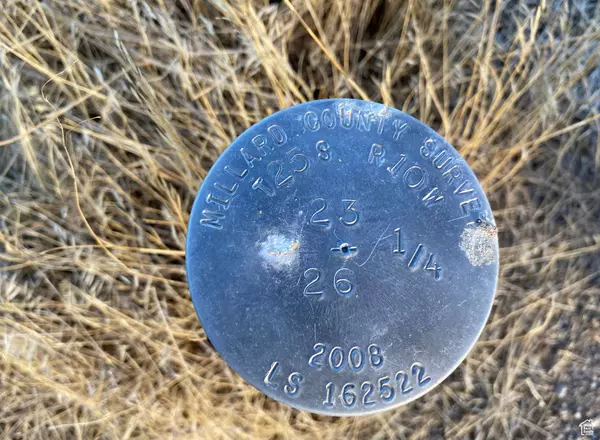 MILLARD COUNTY SURVEY
T25S R10W
23
1/4
26
2008
LS 162522